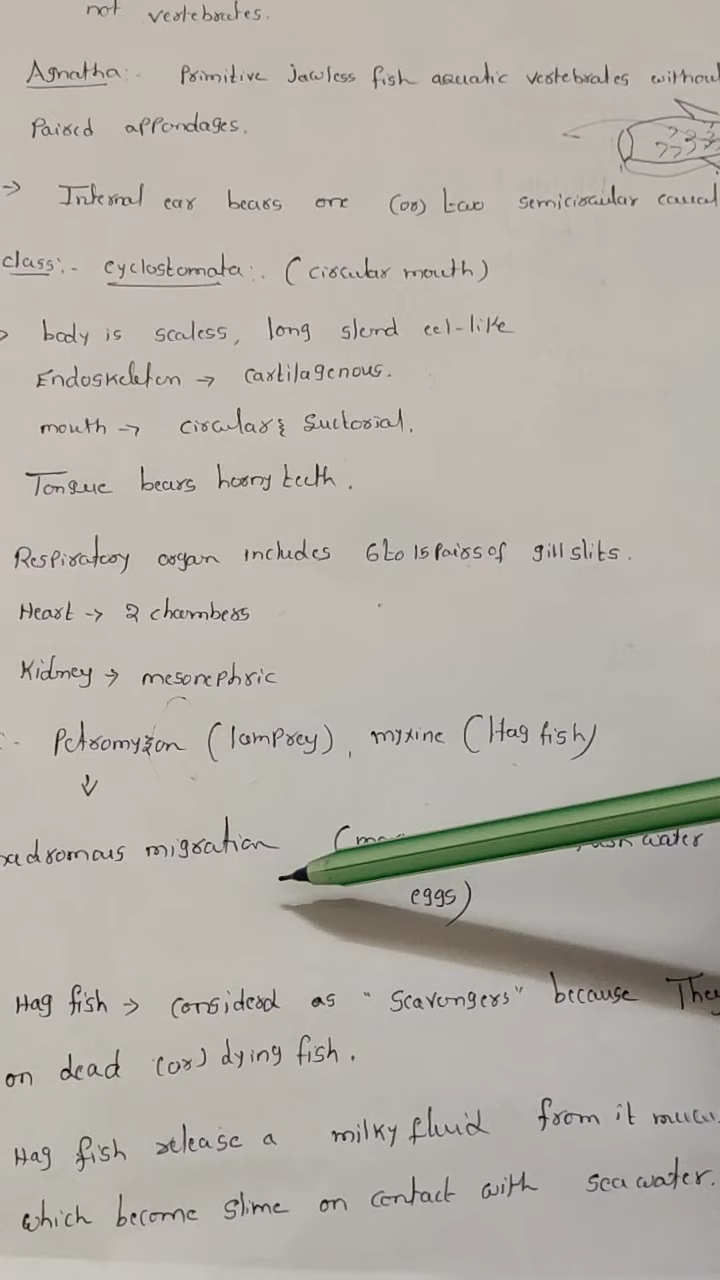 not vertebrates.
Agnatha:- Primitive jawless fish aquatic vertebrates without
Paired appondages.
→ Internal ear bears one (or) two semicircular canal
class:- cyclostomata:- (circular mouth)
body is scaless, long slend eel-like
Endoskeleton → cartilagenous.
mouth → circular & Suctorial.
Tongue bears horny teeth.
Respiratory organ includes 6 to 15 pairs of gill slits.
Heart → 2 chambers
Kidney → mesonephric
Petromyzon (lamprey), myxine (Hag fish)
adromous migration ( water
eggs)
Hag fish → considerd as "Scavengers" because They
on dead (or) dying fish.
Hag fish release a milky fluid from it
which become slime on contact with sea water.